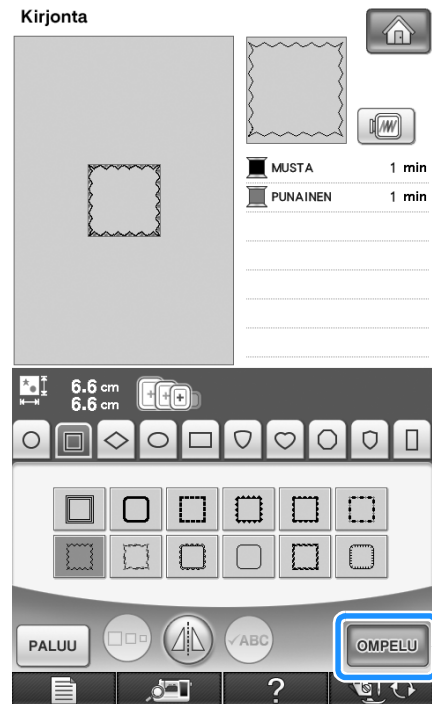 Kirjonta
MUSTA 1 min
PUNAINEN 1 min
6.6 cm
6.6 cm
PALUU
ABC
OMPELU
?